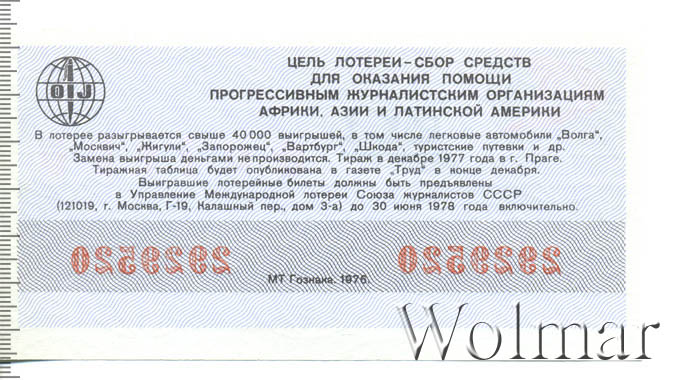 OIJ
ЦЕЛЬ ЛОТЕРЕИ–СБОР СРЕДСТВ
ДЛЯ ОКАЗАНИЯ ПОМОЩИ
ПРОГРЕССИВНЫМ ЖУРНАЛИСТСКИМ ОРГАНИЗАЦИЯМ
АФРИКИ, АЗИИ И ЛАТИНСКОЙ АМЕРИКИ
В лотерее разыгрывается свыше 40 000 выигрышей, в том числе легковые автомобили „Волга“,
„Москвич“, „Жигули“, „Запорожец“, „Вартбург“, „Шкода“, туристские путевки и др.
Замена выигрыша деньгами не производится. Тираж в декабре 1977 года в г. Праге.
Тиражная таблица будет опубликована в газете „Труд“ в конце декабря.
Выигравшие лотерейные билеты должны быть предъявлены
в Управление Международной лотереи Союза журналистов СССР
(121019, г. Москва, Г-19, Калашный пер., дом 3-а) до 30 июня 1978 года включительно.
МТ Гознака. 1976.
Wolmar